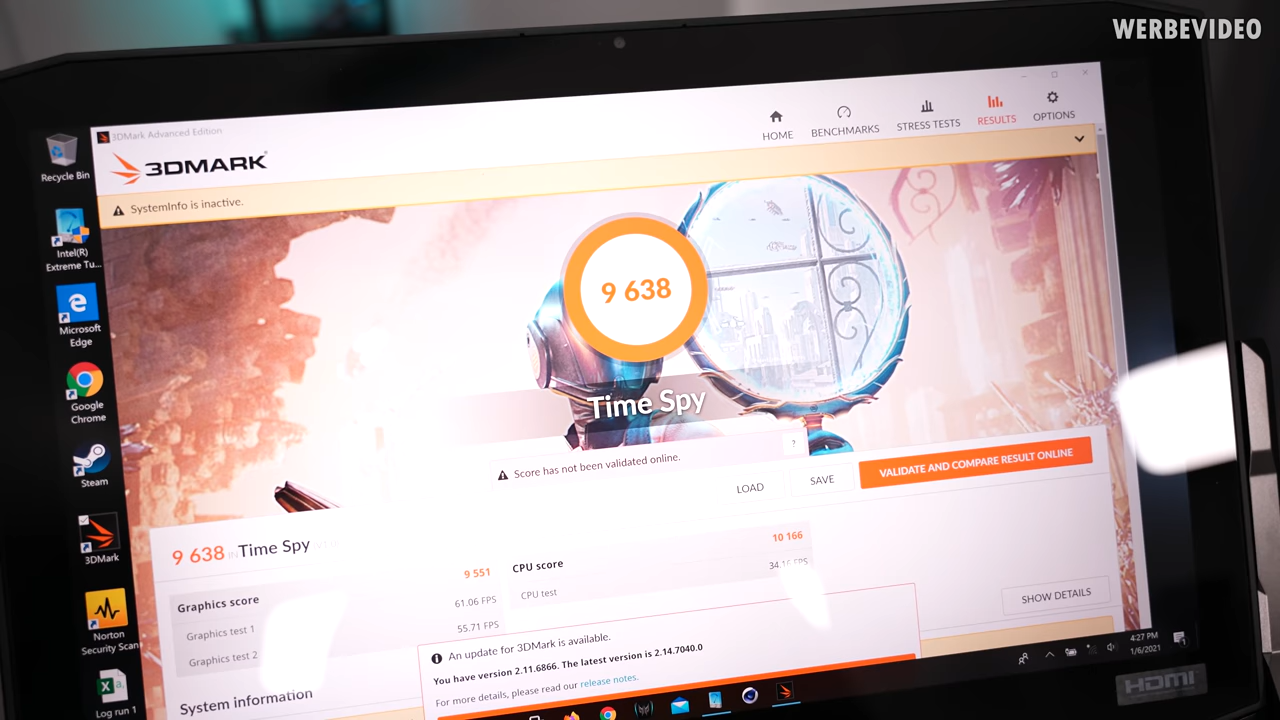 WERBEVIDEO
3DMark Advanced Edition
3DMARK
HOME
BENCHMARKS
STRESS TESTS
RESULTS
OPTIONS
SystemInfo is inactive.
Recycle Bin
Intel(R)
Extreme Tu...
Microsoft
Edge
Google
Chrome
Steam
3DMark
Norton
Security Scan
Log run 1
9 638
Time Spy
Score has not been validated online.
?
LOAD
SAVE
VALIDATE AND COMPARE RESULT ONLINE
9 638
Time Spy
Graphics score 9 551
Graphics test 1 61.06 FPS
Graphics test 2 55.71 FPS
CPU score 10 166
CPU test
SHOW DETAILS
System information
An update for 3DMark is available.
You have version 2.11.6866. The latest version is 2.14.7040.0
For more details, please read our release notes.
4:27 PM
1/6/2021
HDMI